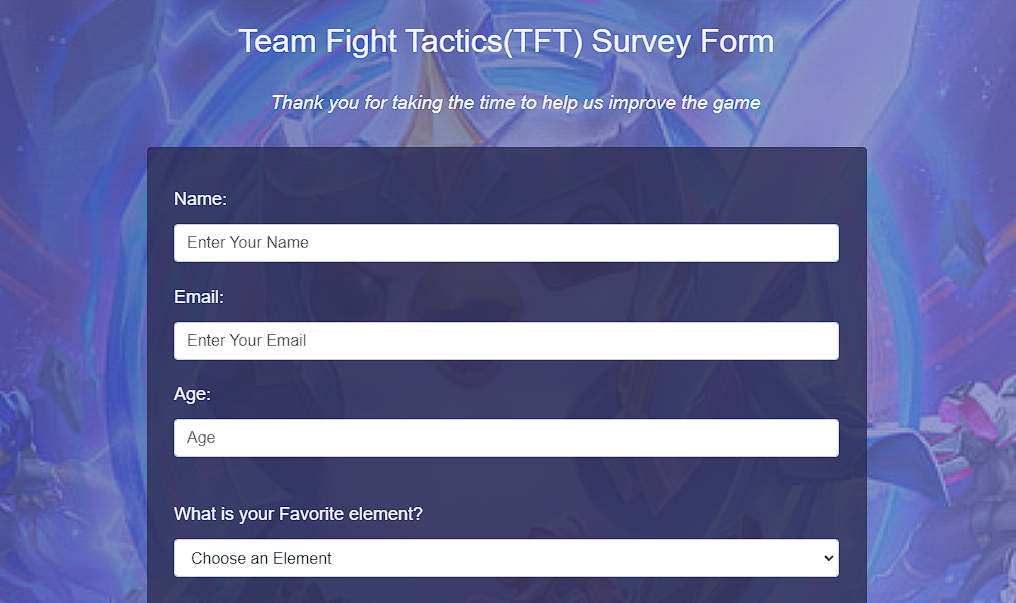 Team Fight Tactics(TFT) Survey Form
Thank you for taking the time to help us improve the game
Name:
Enter Your Name
Email:
Enter Your Email
Age:
Age
What is your Favorite element?
Choose an Element